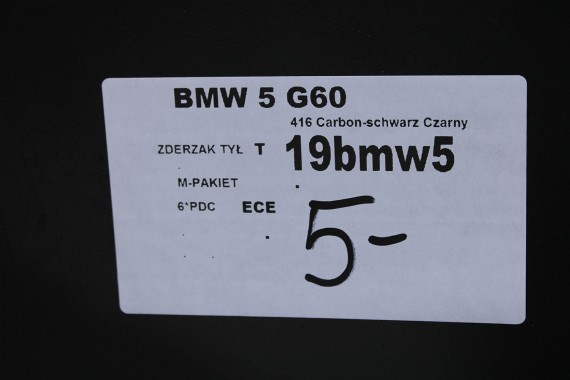 BMW 5 G60
416 Carbon-schwarz Czarny
ZDERZAK TYŁ T 19bmw5
M-PAKIET
6*PDC ECE
5-